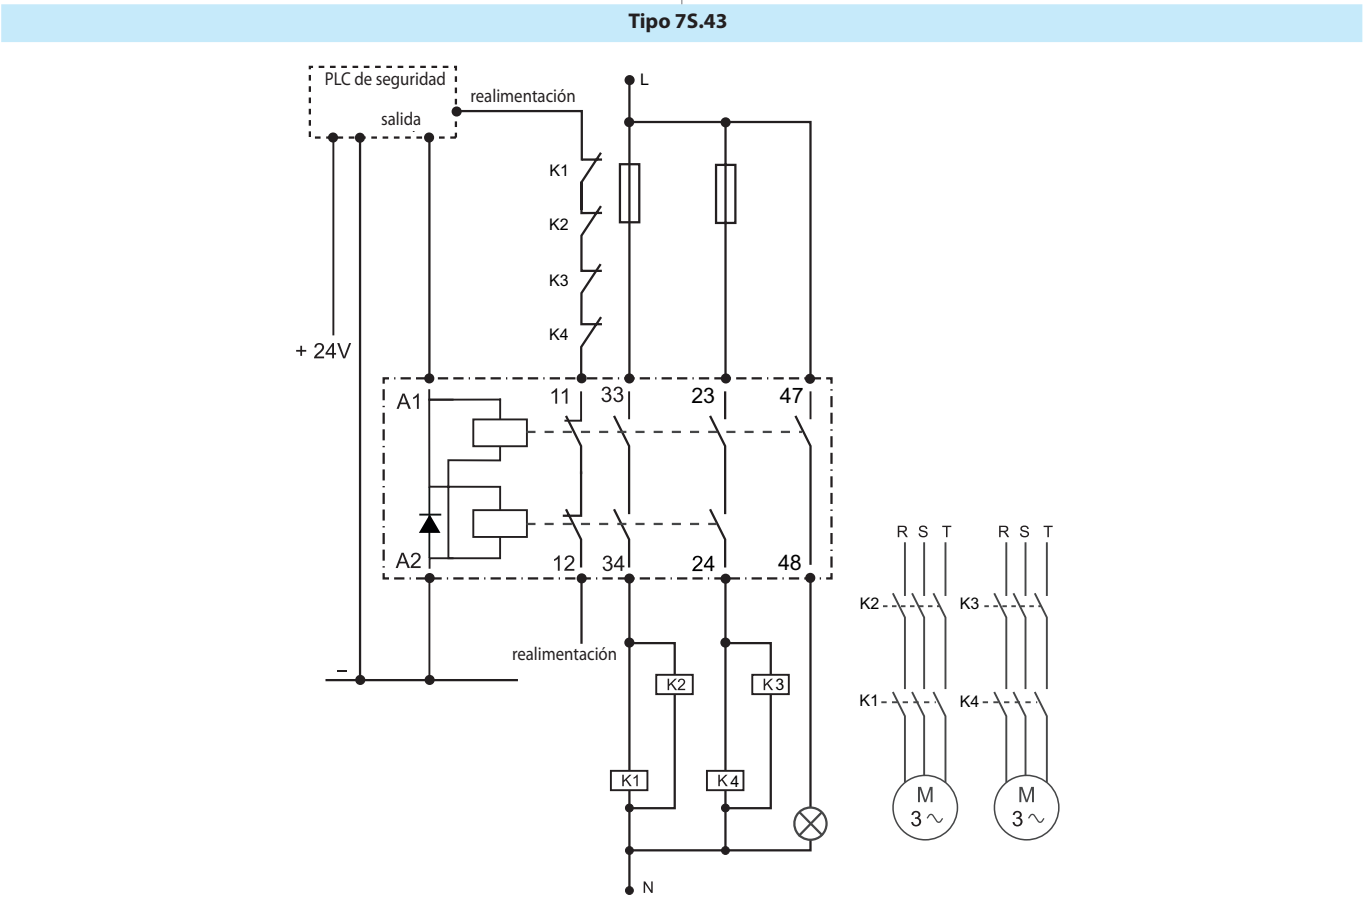 Tipo 7S.43
PLC de seguridad
salida
realimentación
L
K1
K2
K3
K4
+ 24V
A1
11
33
23
47
A2
12
34
24
48
realimentación
–
K2
K3
K1
K4
N
R S T
R S T
K2
K3
K1
K4
M
3 ~
M
3 ~